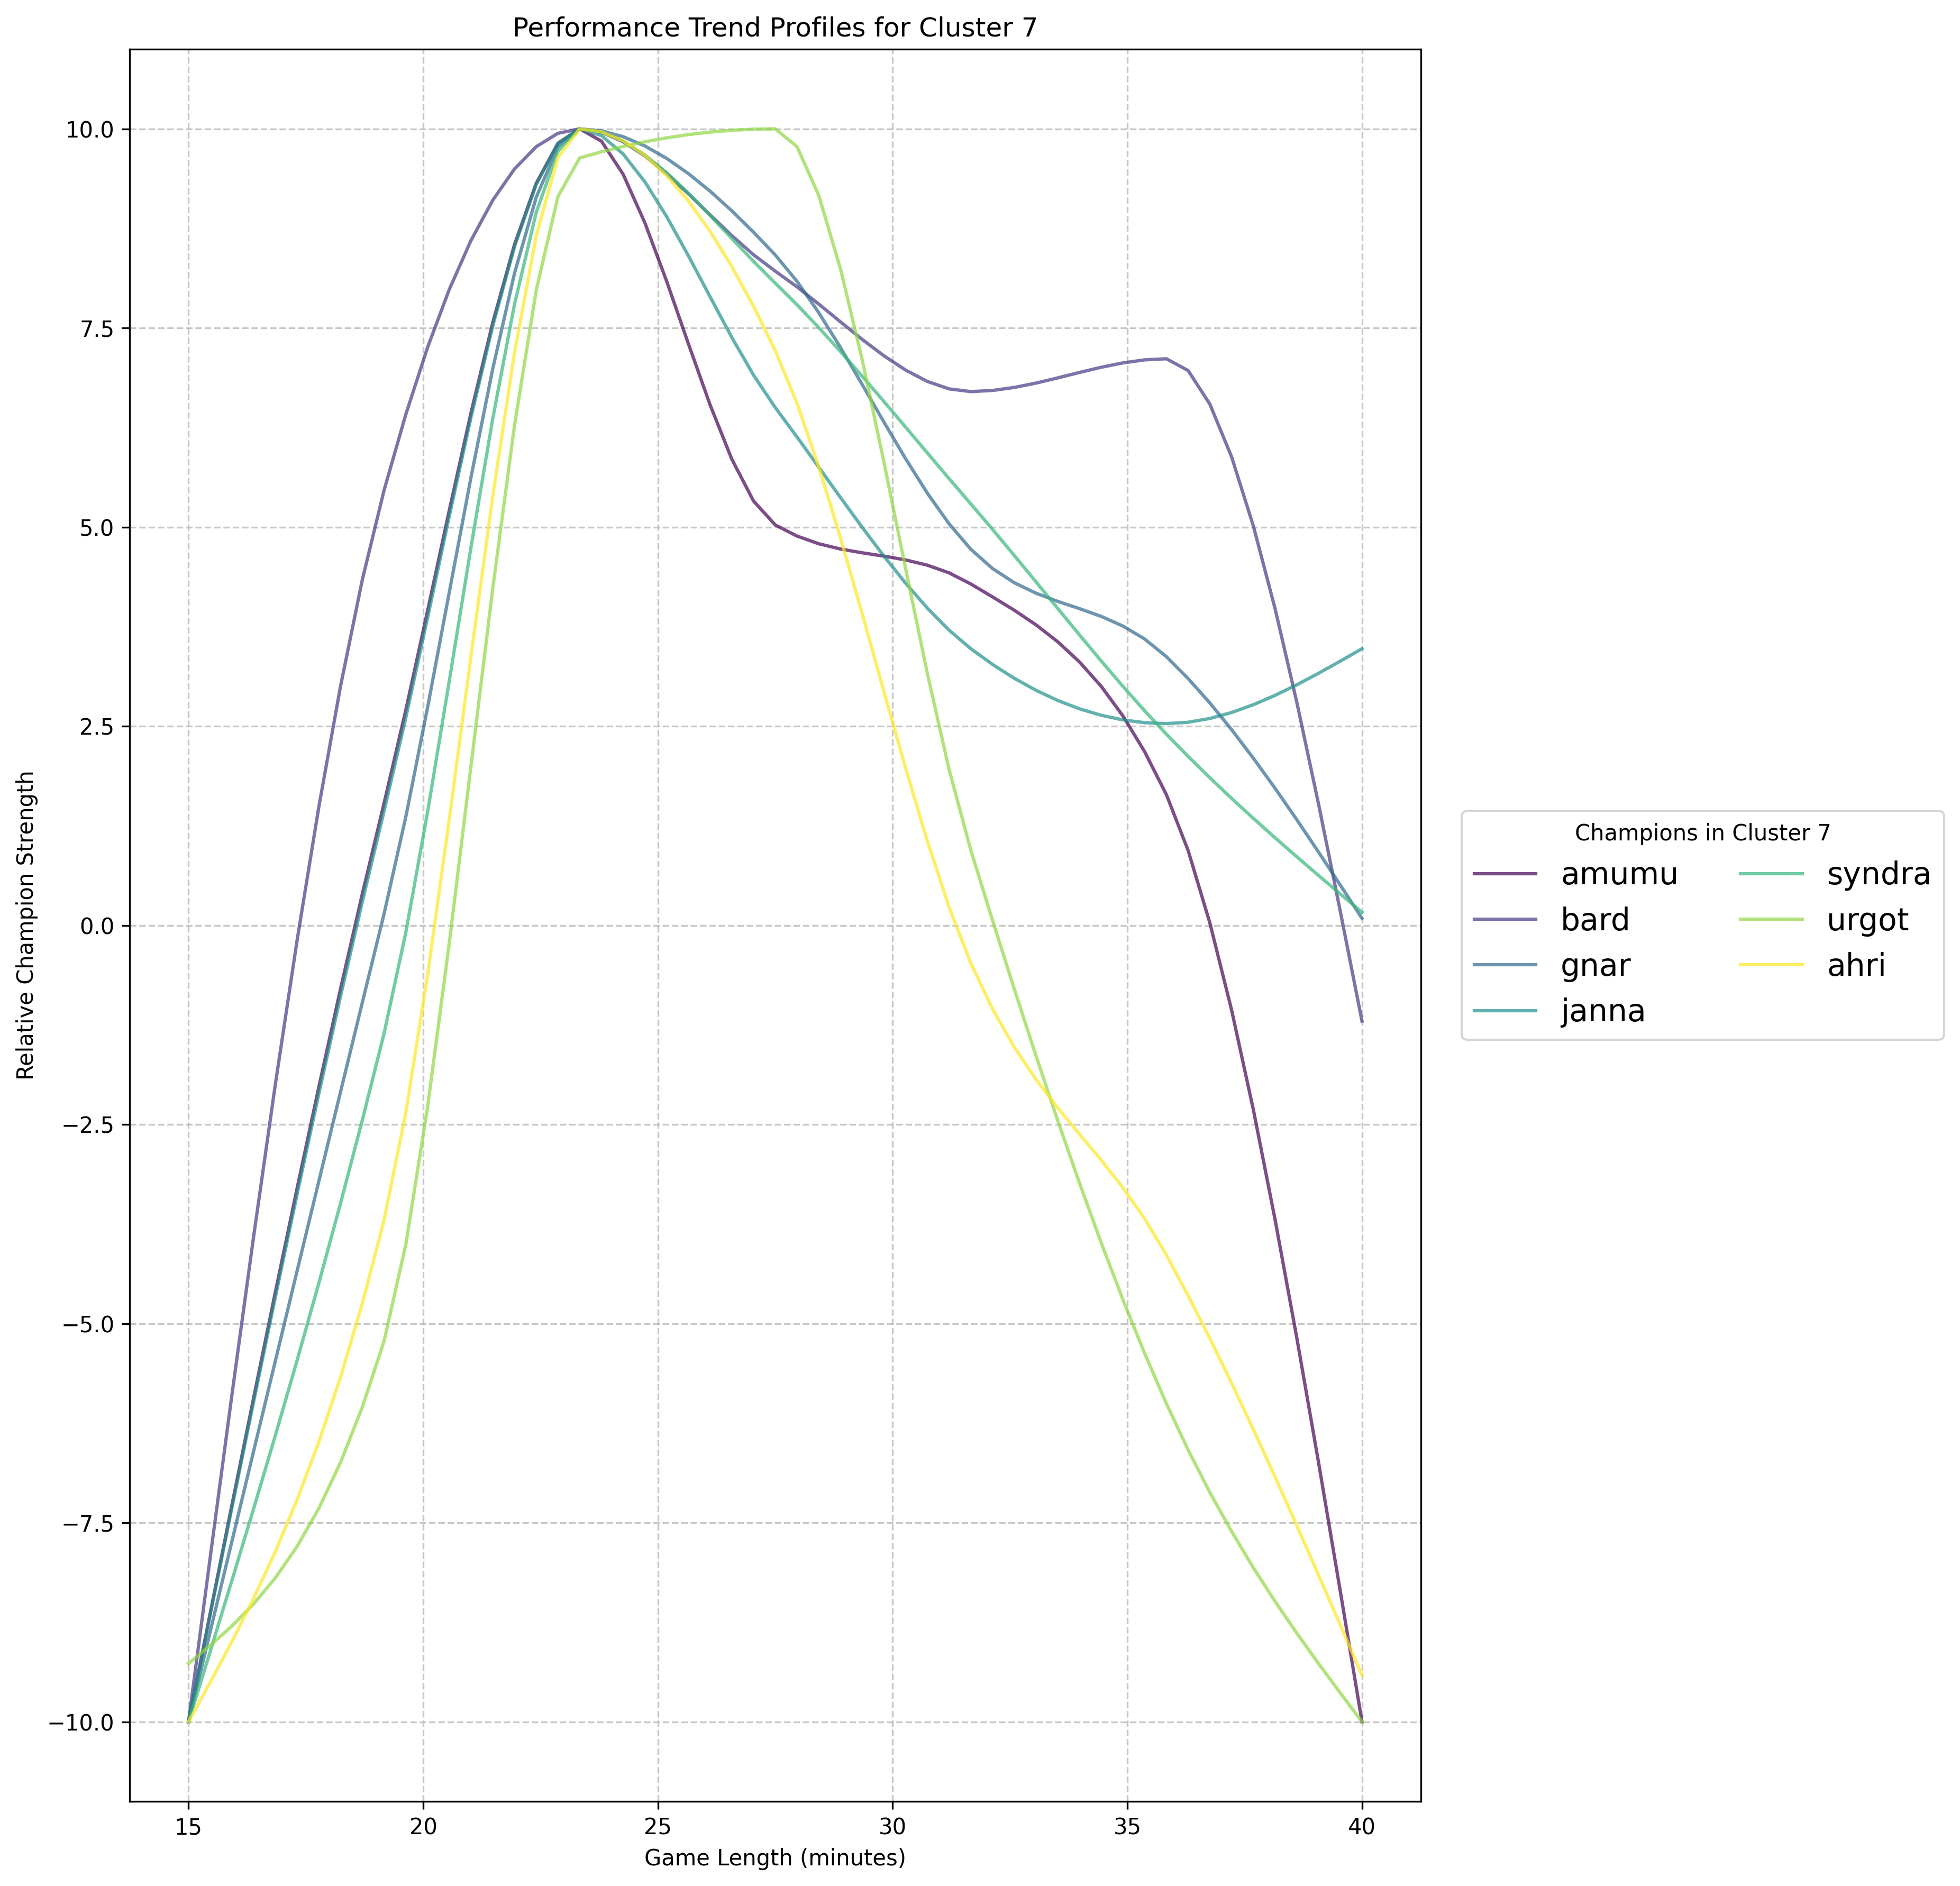 Performance Trend Profiles for Cluster 7
Relative Champion Strength
10.0
7.5
5.0
2.5
0.0
−2.5
−5.0
−7.5
−10.0
15 20 25 30 35 40
Game Length (minutes)
Champions in Cluster 7
amumu
bard
gnar
janna
syndra
urgot
ahri